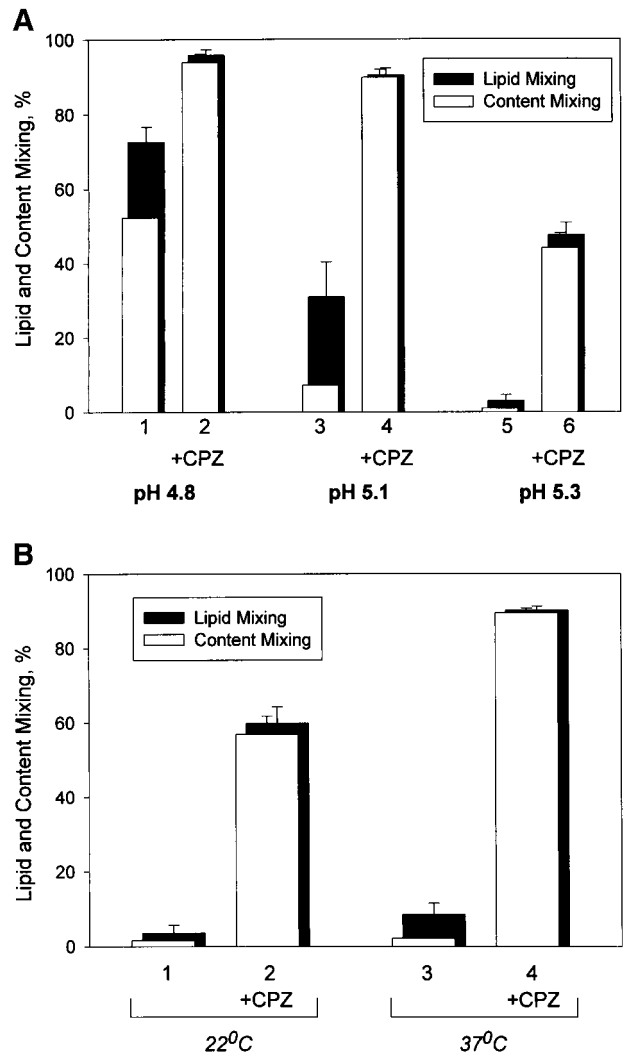 A
Lipid and Content Mixing, %
100
80
60
40
20
0
Lipid Mixing
Content Mixing
1 2 3 4 5 6
+CPZ +CPZ +CPZ
pH 4.8 pH 5.1 pH 5.3
B
Lipid and Content Mixing, %
100
80
60
40
20
0
Lipid Mixing
Content Mixing
1 2 3 4
+CPZ +CPZ
22⁰C 37⁰C